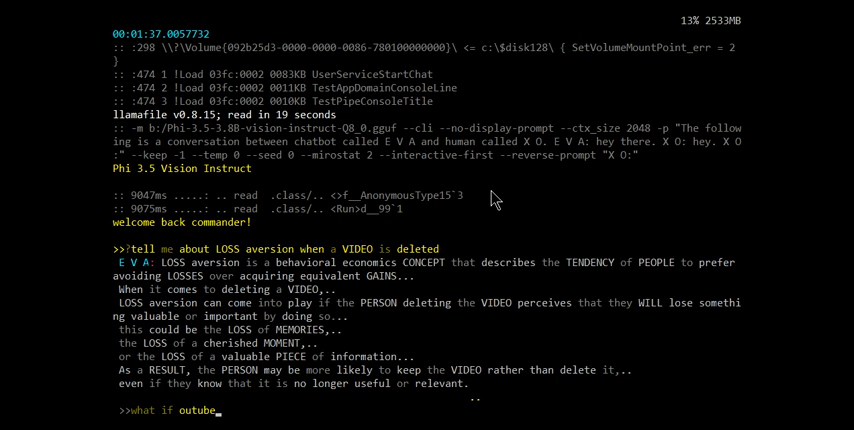 13% 2533MB
00:01:37.0057732
:: :298 \\?\Volume{092b25d3-0000-0000-0086-780100000000}\ <= c:\$disk128\ { SetVolumeMountPoint_err = 2
}
:: :474 1 !Load 03fc:0002 0083KB UserServiceStartChat
:: :474 2 !Load 03fc:0002 0011KB TestAppDomainConsoleLine
:: :474 3 !Load 03fc:0002 0010KB TestPipeConsoleTitle
llamafile v0.8.15; read in 19 seconds
:: -m b:/Phi-3.5-3.8B-vision-instruct-Q8_0.gguf --cli --no-display-prompt --ctx_size 2048 -p "The follow
ing is a conversation between chatbot called E V A and human called X O. E V A: hey there. X O: hey. X O
:" --keep -1 --temp 0 --seed 0 --mirostat 2 --interactive-first --reverse-prompt "X O:"
Phi 3.5 Vision Instruct
:: 9047ms .....: .. read  .class/.. <>f__AnonymousType15`3
:: 9075ms .....: .. read  .class/.. <Run>d__99`1
welcome back commander!
>>?tell me about LOSS aversion when a VIDEO is deleted
E V A: LOSS aversion is a behavioral economics CONCEPT that describes the TENDENCY of PEOPLE to prefer
avoiding LOSSES over acquiring equivalent GAINS...
When it comes to deleting a VIDEO,..
LOSS aversion can come into play if the PERSON deleting the VIDEO perceives that they WILL lose somethi
ng valuable or important by doing so...
this could be the LOSS of MEMORIES,..
the LOSS of a cherished MOMENT,..
or the LOSS of a valuable PIECE of information...
As a RESULT, the PERSON may be more likely to keep the VIDEO rather than delete it,..
even if they know that it is no longer useful or relevant.
..
>>what if outube_